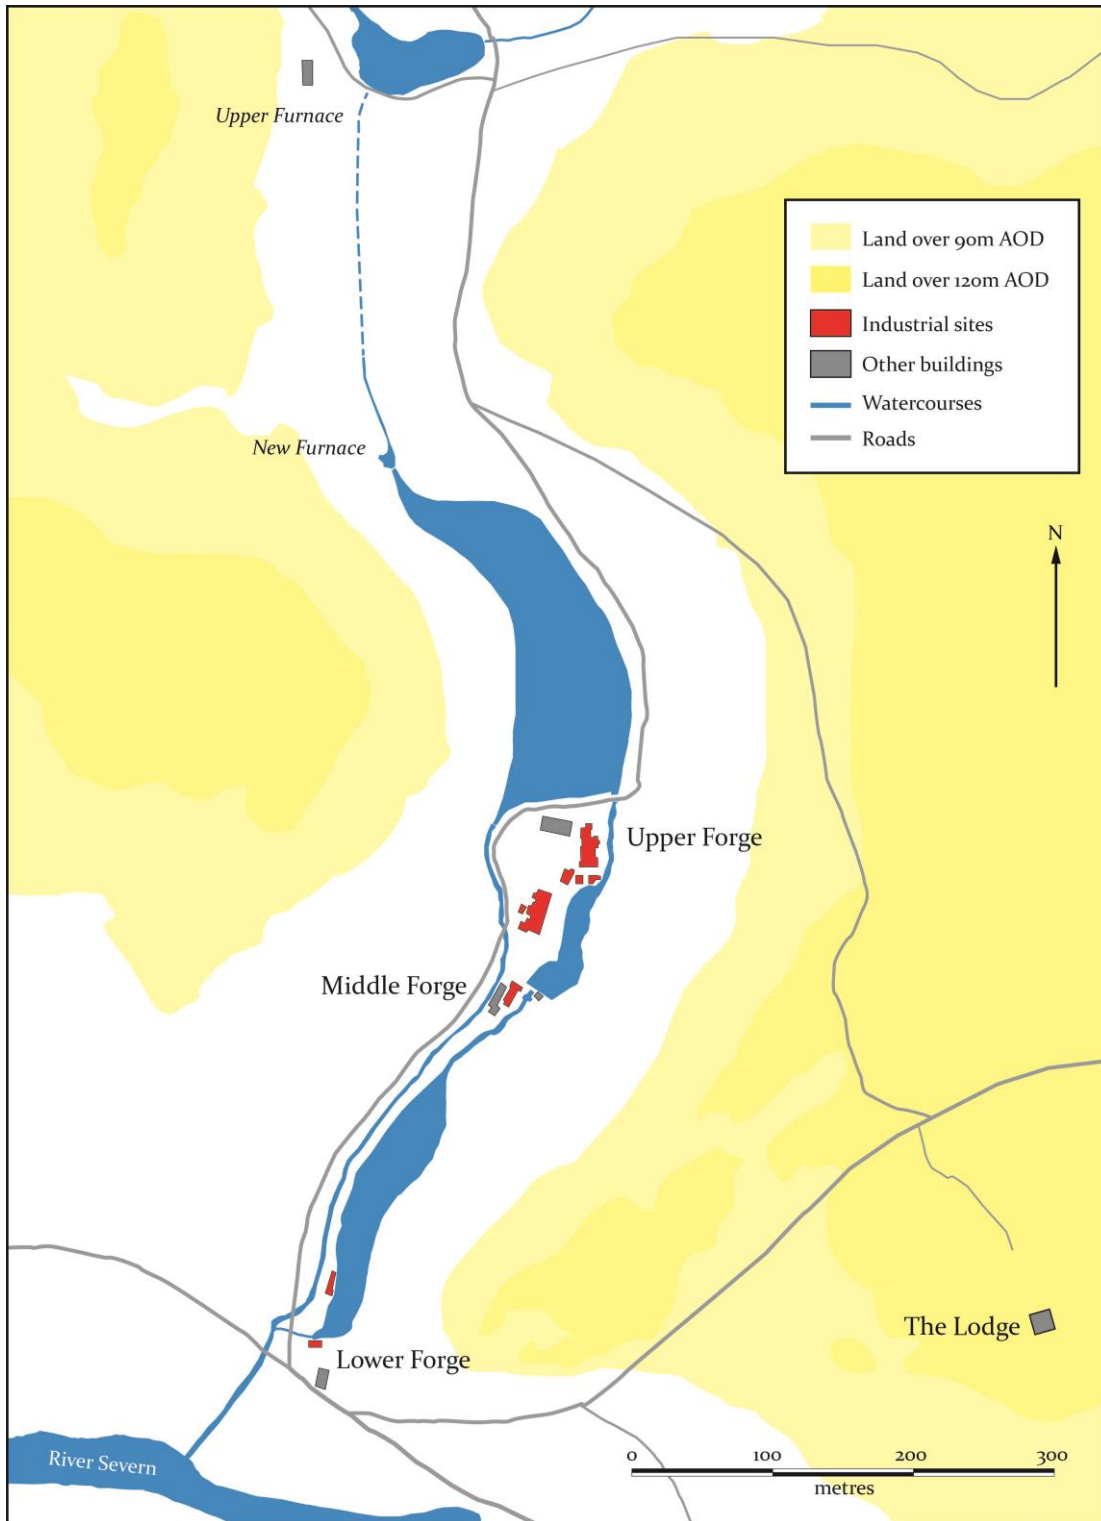 Upper Furnace
Land over 90m AOD
Land over 120m AOD
Industrial sites
Other buildings
Watercourses
Roads
New Furnace
N
Upper Forge
Middle Forge
The Lodge
Lower Forge
River Severn
0 100 200 300
metres